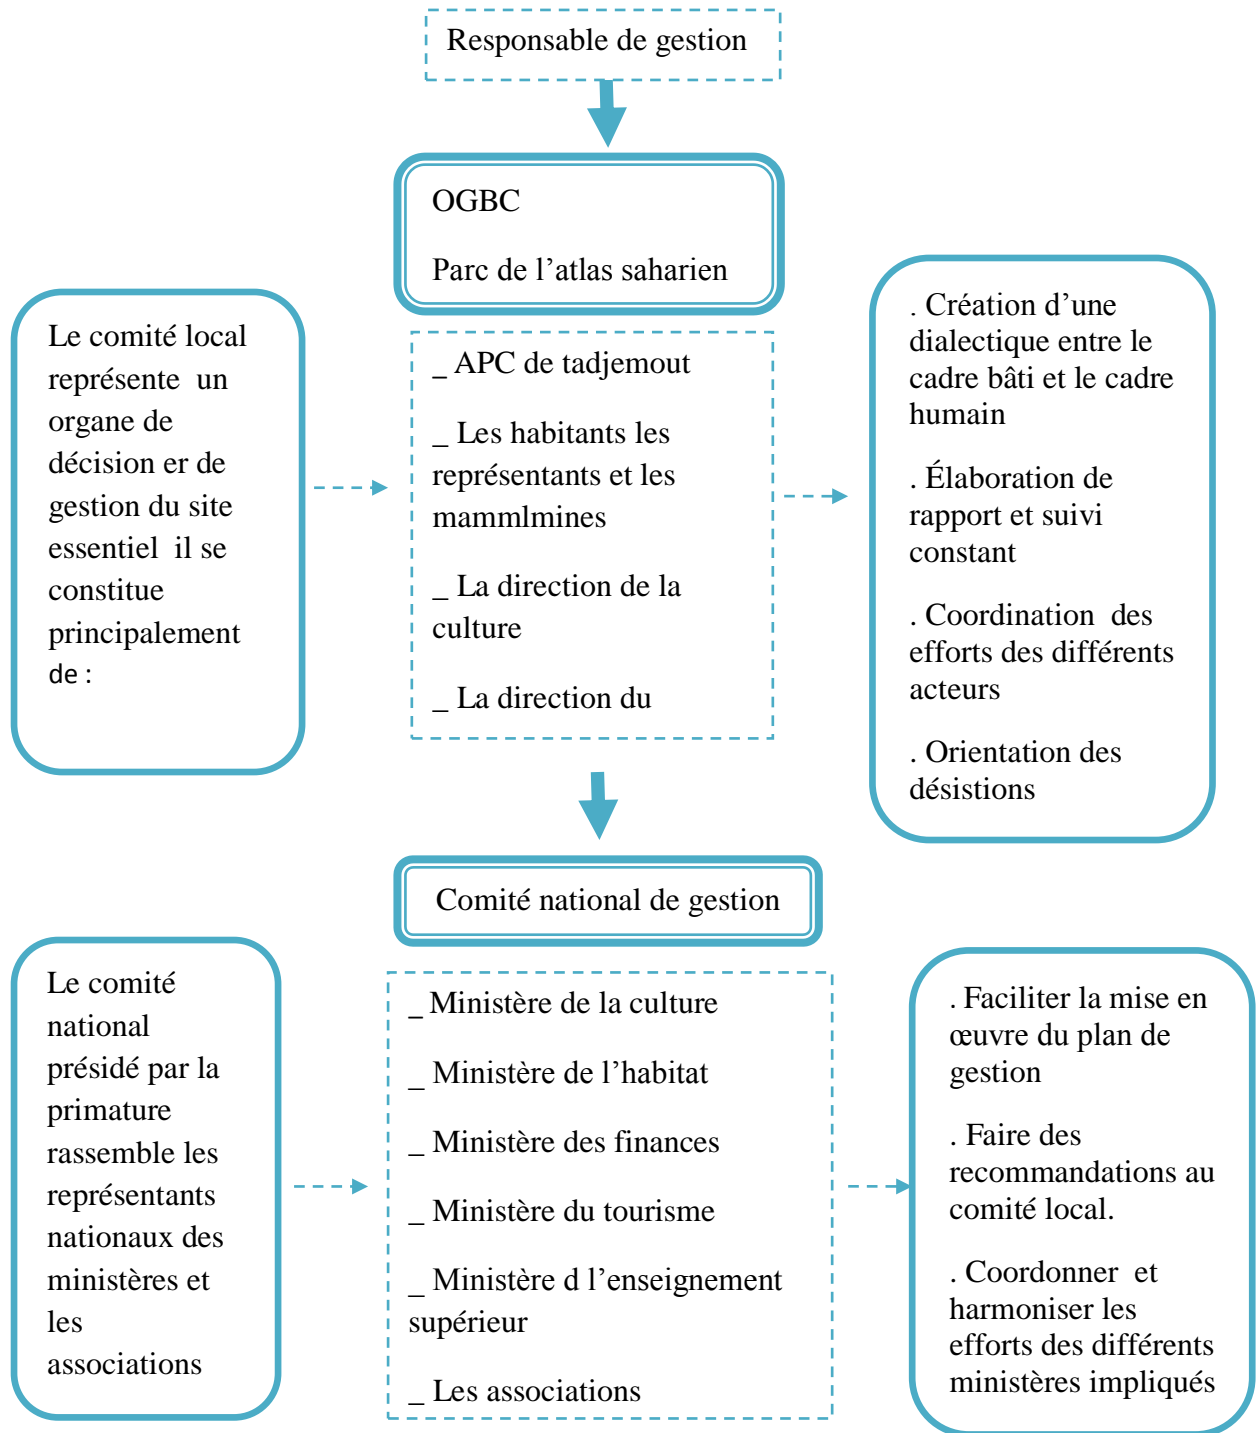 Responsable de gestion
OGBC
Parc de l’atlas saharien
Le comité local
représente un
organe de
décision er de
gestion du site
essentiel il se
constitue
principalement
de :
_ APC de tadjemout
_ Les habitants les
représentants et les
mammlmines
_ La direction de la
culture
_ La direction du
. Création d’une
dialectique entre le
cadre bâti et le cadre
humain
. Élaboration de
rapport et suivi
constant
. Coordination des
efforts des différents
acteurs
. Orientation des
désistions
Comité national de gestion
Le comité
national
présidé par la
primature
rassemble les
représentants
nationaux des
ministères et
les
associations
_ Ministère de la culture
_ Ministère de l’habitat
_ Ministère des finances
_ Ministère du tourisme
_ Ministère d l’enseignement
supérieur
_ Les associations
. Faciliter la mise en
œuvre du plan de
gestion
. Faire des
recommandations au
comité local.
. Coordonner et
harmoniser les
efforts des différents
ministères impliqués